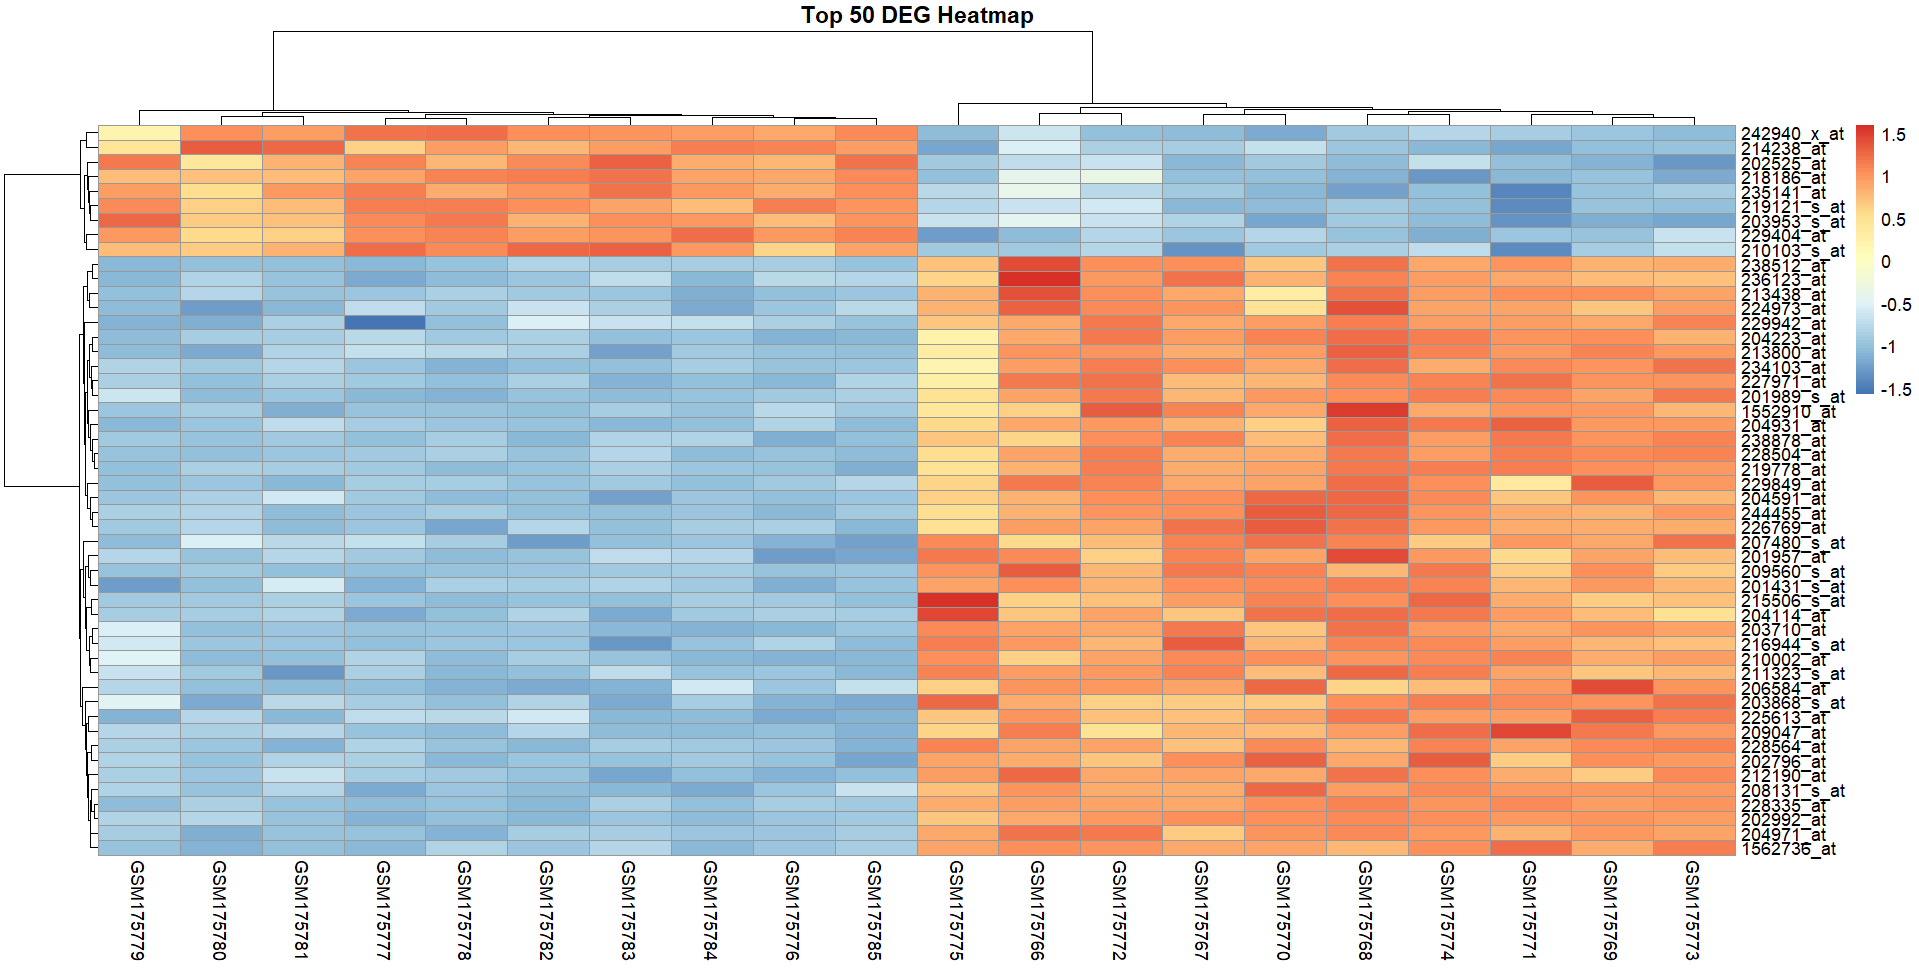 Top 50 DEG Heatmap
242940_x_at
214238_at
202525_at
218186_at
235141_at
219121_s_at
203953_s_at
229404_at
210103_s_at
238512_at
236123_at
213438_at
224973_at
229942_at
204223_at
213800_at
234103_at
227971_at
201989_s_at
1552910_at
204931_at
238878_at
228504_at
219778_at
229849_at
204591_at
244455_at
226769_at
207480_s_at
201957_at
209560_s_at
201431_s_at
215506_s_at
204114_at
203710_at
216944_s_at
210002_at
211323_s_at
206584_at
203868_s_at
225613_at
209047_at
228564_at
202796_at
212190_at
208131_s_at
228335_at
202992_at
204971_at
1562736_at
1.5
1
0.5
0
-0.5
-1
-1.5
GSM175779
GSM175780
GSM175781
GSM175777
GSM175778
GSM175782
GSM175783
GSM175784
GSM175776
GSM175785
GSM175775
GSM175766
GSM175772
GSM175767
GSM175770
GSM175768
GSM175774
GSM175771
GSM175769
GSM175773